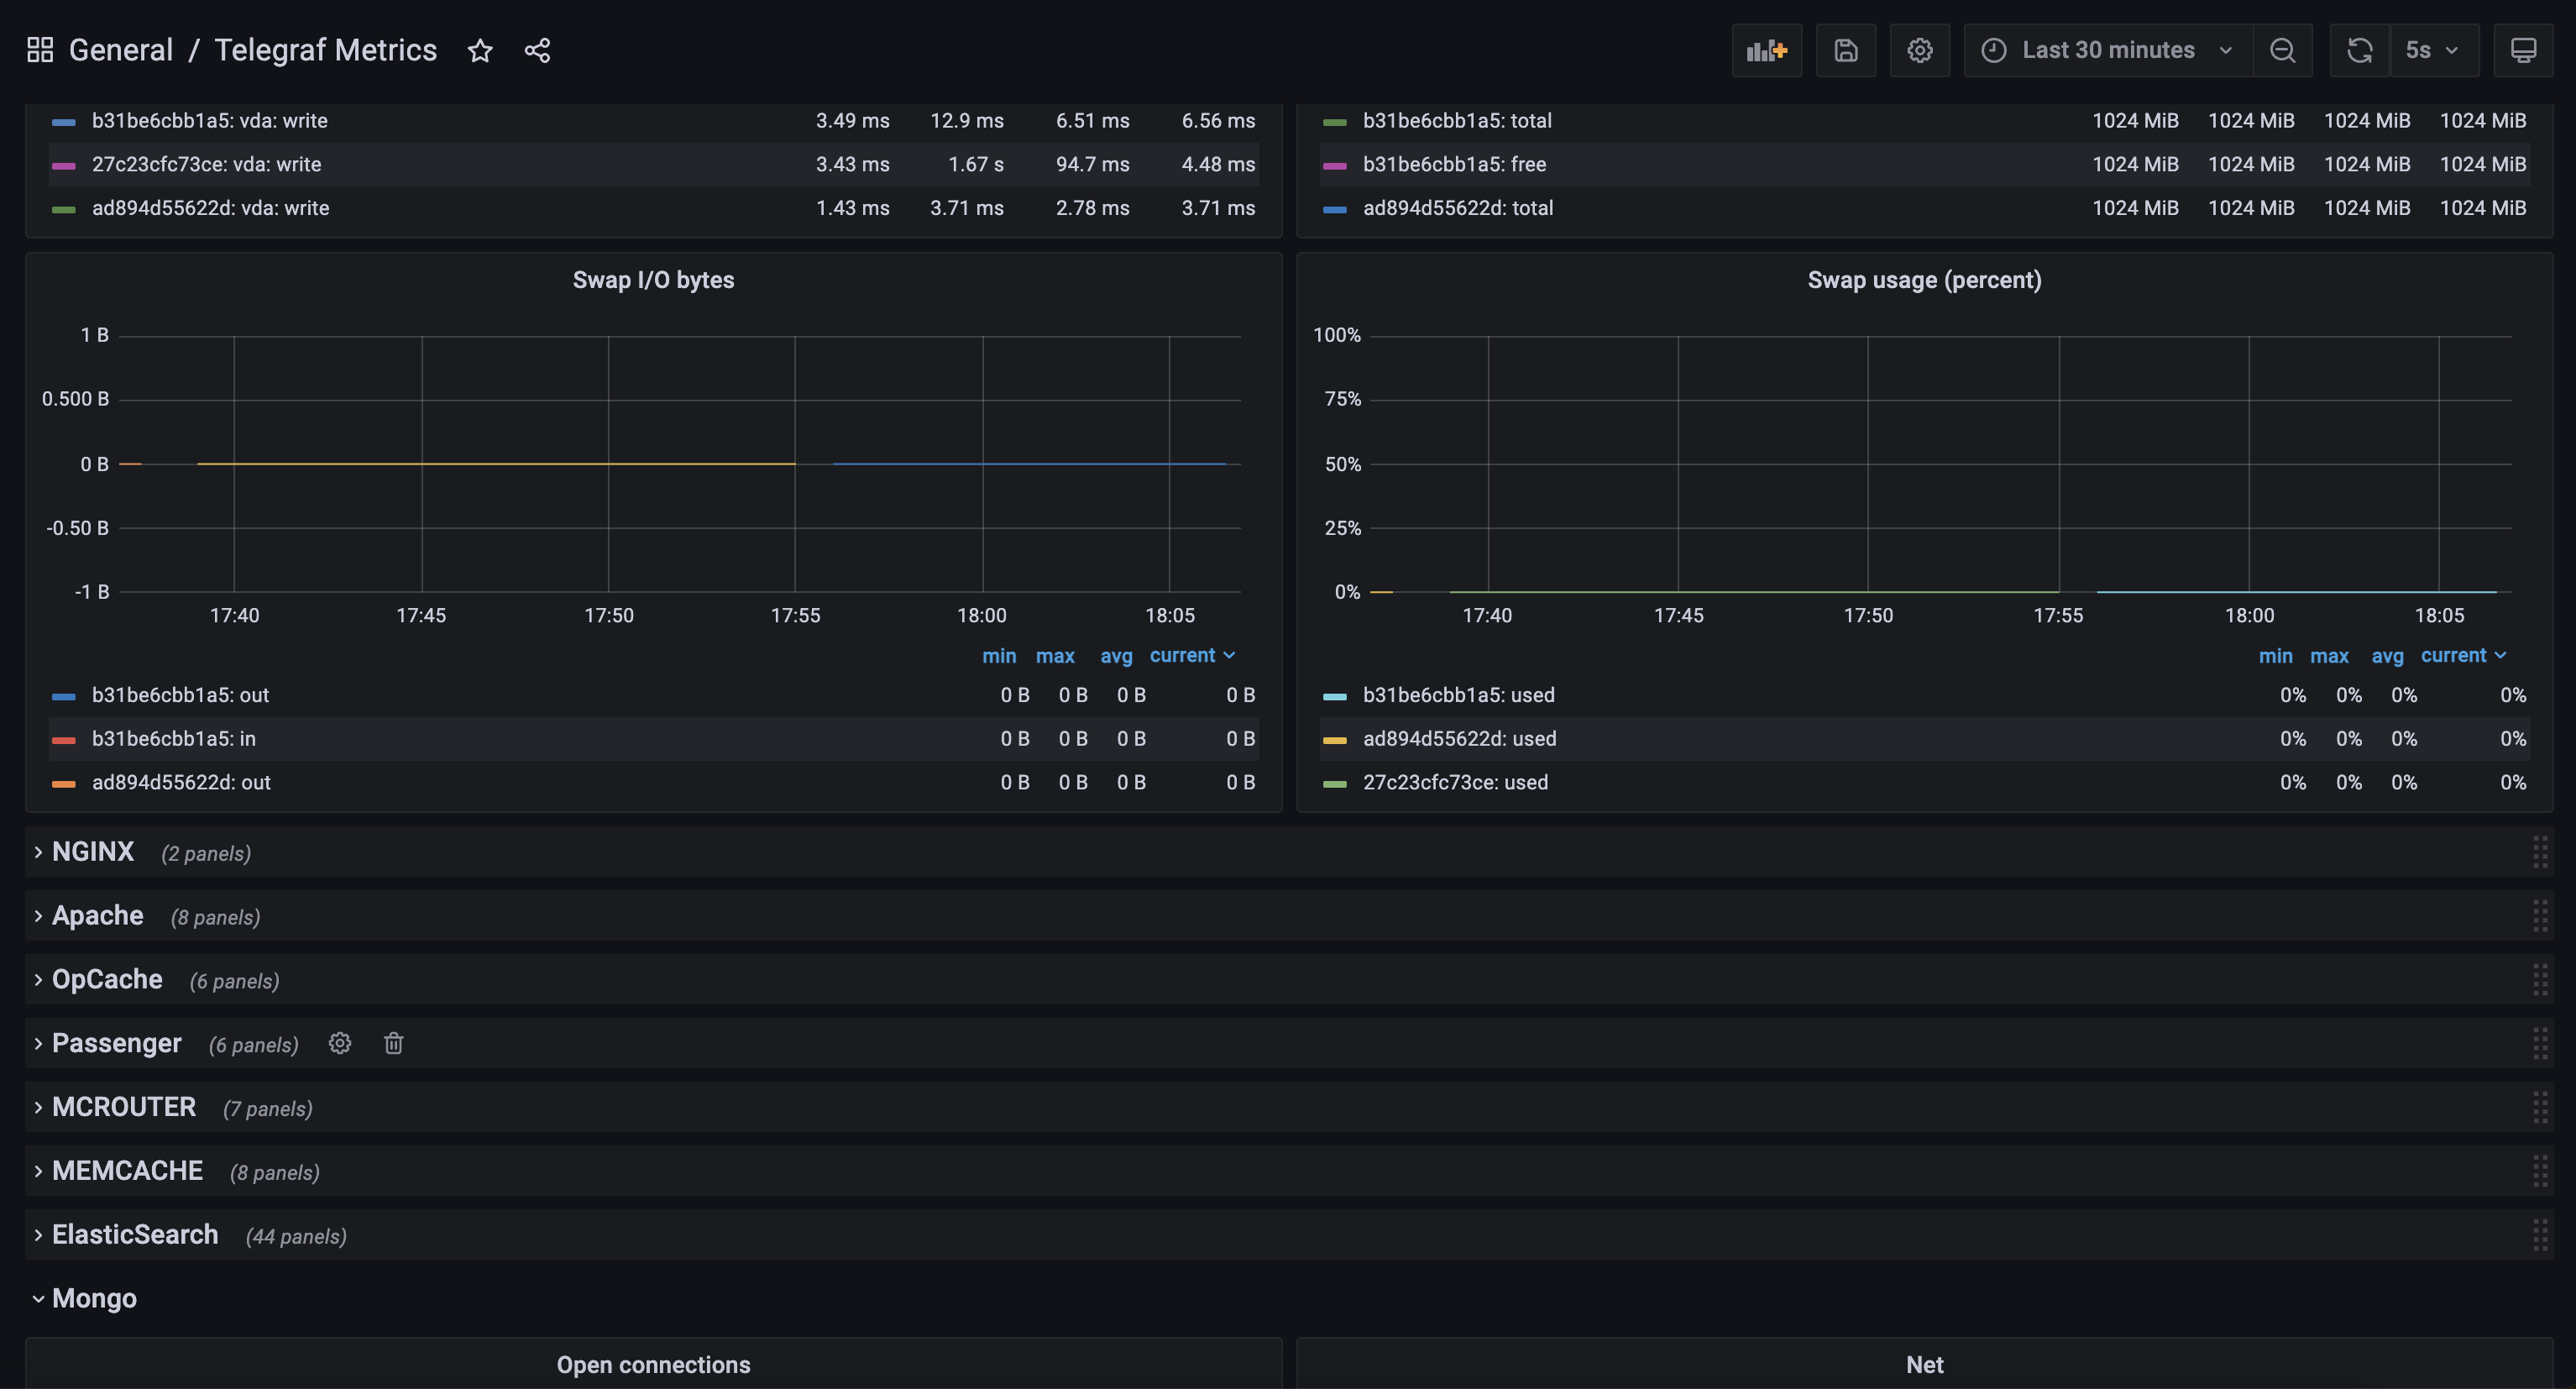 General / Telegraf Metrics
Last 30 minutes
5s
b31be6cbb1a5: vda: write 3.49 ms 12.9 ms 6.51 ms 6.56 ms
27c23cfc73ce: vda: write 3.43 ms 1.67 s 94.7 ms 4.48 ms
ad894d55622d: vda: write 1.43 ms 3.71 ms 2.78 ms 3.71 ms
b31be6cbb1a5: total 1024 MiB 1024 MiB 1024 MiB 1024 MiB
b31be6cbb1a5: free 1024 MiB 1024 MiB 1024 MiB 1024 MiB
ad894d55622d: total 1024 MiB 1024 MiB 1024 MiB 1024 MiB
Swap I/O bytes
1 B
0.500 B
0 B
-0.50 B
-1 B
17:40 17:45 17:50 17:55 18:00 18:05
min max avg current
b31be6cbb1a5: out 0 B 0 B 0 B 0 B
b31be6cbb1a5: in 0 B 0 B 0 B 0 B
ad894d55622d: out 0 B 0 B 0 B 0 B
Swap usage (percent)
100%
75%
50%
25%
0%
17:40 17:45 17:50 17:55 18:00 18:05
min max avg current
b31be6cbb1a5: used 0% 0% 0% 0%
ad894d55622d: used 0% 0% 0% 0%
27c23cfc73ce: used 0% 0% 0% 0%
NGINX (2 panels)
Apache (8 panels)
OpCache (6 panels)
Passenger (6 panels)
MCROUTER (7 panels)
MEMCACHE (8 panels)
ElasticSearch (44 panels)
Mongo
Open connections
Net